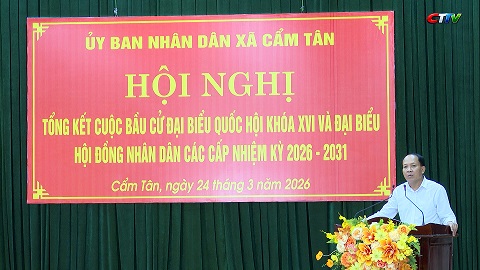 CTTV
ỦY BAN NHÂN DÂN XÃ CẨM TÂN
HỘI NGHỊ
TỔNG KẾT CUỘC BẦU CỬ ĐẠI BIỂU QUỐC HỘI KHÓA XVI VÀ ĐẠI BIỂU
HỘI ĐỒNG NHÂN DÂN CÁC CẤP NHIỆM KỲ 2026 - 2031
Cẩm Tân, ngày 24 tháng 3 năm 2026